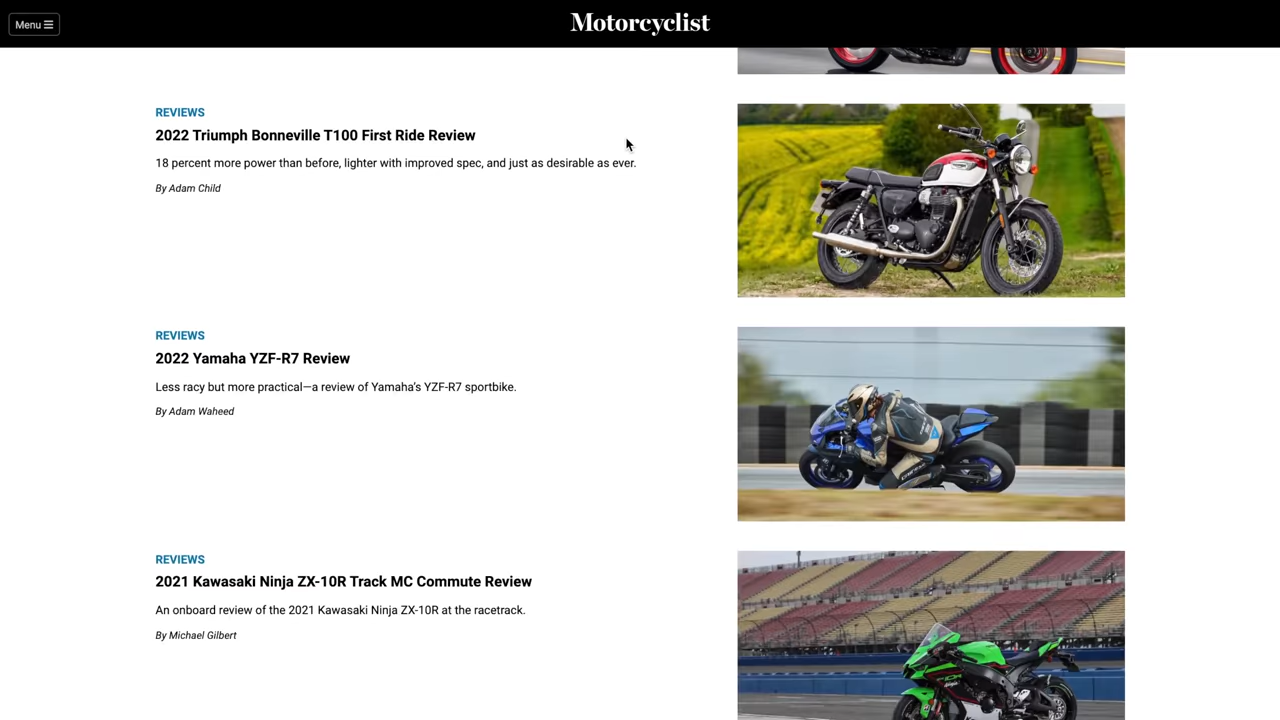 Menu ☰
Motorcyclist
REVIEWS
2022 Triumph Bonneville T100 First Ride Review
18 percent more power than before, lighter with improved spec, and just as desirable as ever.
By Adam Child
REVIEWS
2022 Yamaha YZF-R7 Review
Less racy but more practical—a review of Yamaha’s YZF-R7 sportbike.
By Adam Waheed
REVIEWS
2021 Kawasaki Ninja ZX-10R Track MC Commute Review
An onboard review of the 2021 Kawasaki Ninja ZX-10R at the racetrack.
By Michael Gilbert